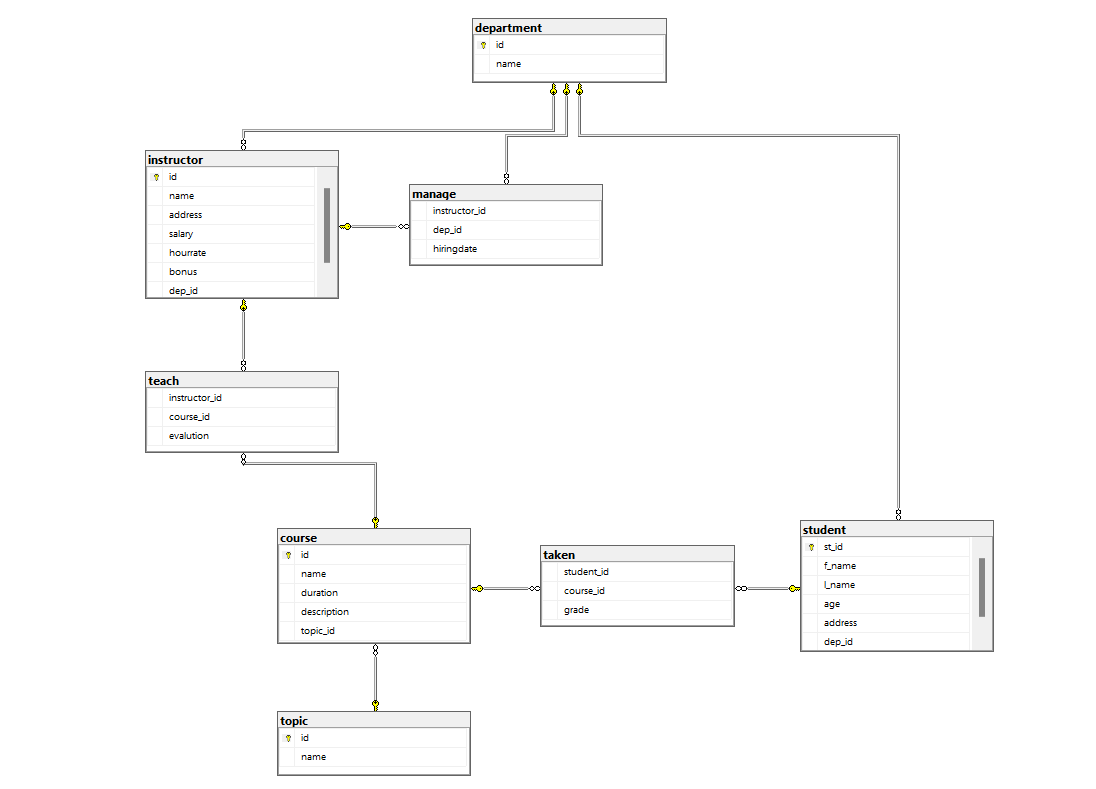 department
id
name
instructor
id
name
address
salary
hourrate
bonus
dep_id
manage
instructor_id
dep_id
hiringdate
teach
instructor_id
course_id
evalution
course
id
name
duration
description
topic_id
taken
student_id
course_id
grade
student
st_id
f_name
l_name
age
address
dep_id
topic
id
name